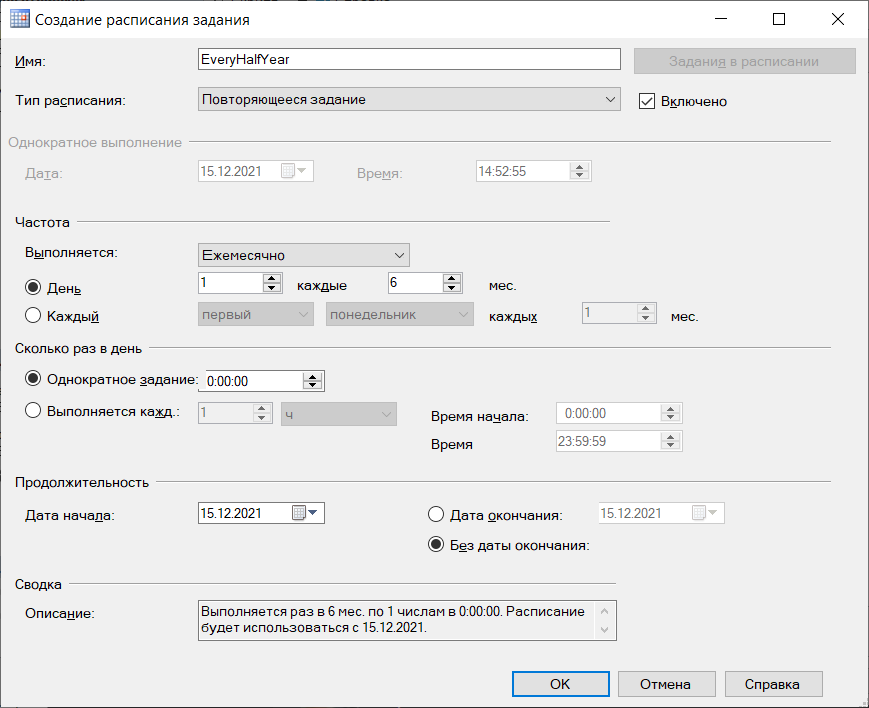 Создание расписания задания
Имя: EveryHalfYear Задания в расписании
Тип расписания: Повторяющееся задание Включено
Однократное выполнение
Дата: 15.12.2021 Время: 14:52:55
Частота
Выполняется: Ежемесячно
День 1 каждые 6 мес.
Каждый первый понедельник каждых 1 мес.
Сколько раз в день
Однократное задание: 0:00:00
Выполняется кажд.: 1 ч Время начала: 0:00:00
Время 23:59:59
Продолжительность
Дата начала: 15.12.2021 Дата окончания: 15.12.2021
Без даты окончания:
Сводка
Описание: Выполняется раз в 6 мес. по 1 числам в 0:00:00. Расписание
будет использоваться с 15.12.2021.
OK Отмена Справка